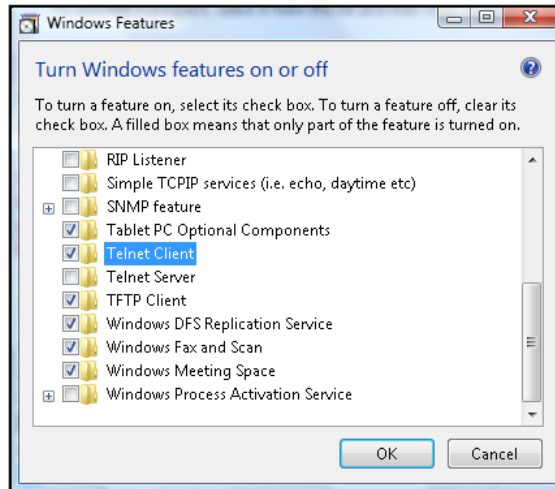 Windows Features
Turn Windows features on or off
To turn a feature on, select its check box. To turn a feature off, clear its
check box. A filled box means that only part of the feature is turned on.
RIP Listener
Simple TCPIP services (i.e. echo, daytime etc)
SNMP feature
Tablet PC Optional Components
Telnet Client
Telnet Server
TFTP Client
Windows DFS Replication Service
Windows Fax and Scan
Windows Meeting Space
Windows Process Activation Service
OK Cancel